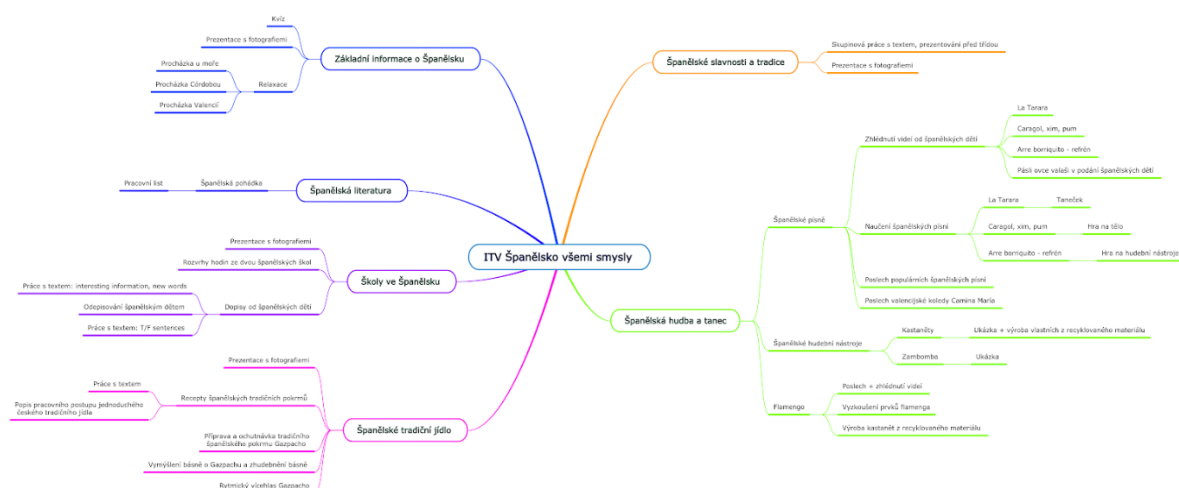 ITV Španělsko všemi smysly
Základní informace o Španělsku
Kvíz
Prezentace s fotografiemi
Relaxace
Procházka u moře
Procházka Córdobou
Procházka Valencií
Španělská literatura
Španělská pohádka
Pracovní list
Školy ve Španělsku
Prezentace s fotografiemi
Rozvrhy hodin ze dvou španělských škol
Dopisy od španělských dětí
Práce s textem: interesting information, new words
Odepisování španělským dětem
Práce s textem: T/F sentences
Španělské tradiční jídlo
Prezentace s fotografiemi
Recepty španělských tradičních pokrmů
Práce s textem
Popis pracovního postupu jednoduchého
českého tradičního jídla
Příprava a ochutnávka tradičního
španělského pokrmu Gazpacho
Vymýšlení básně o Gazpachu a zhudebnění básně
Rytmický vícehlas Gazpacho
Španělské slavnosti a tradice
Skupinová práce s textem, prezentování před třídou
Prezentace s fotografiemi
Španělská hudba a tanec
Španělské písně
Zhlédnutí videí od španělských dětí
La Tarara
Caragol, xim, pum
Arre borriquito - refrén
Pásli ovce valaši v podání španělských dětí
Naučení španělských písní
La Tarara
Taneček
Caragol, xim, pum
Hra na tělo
Arre borriquito - refrén
Hra na hudební nástroje
Poslech populárních španělských písní
Poslech valencijské koledy Camina María
Španělské hudební nástroje
Kastaněty
Ukázka + výroba vlastních z recyklovaného materiálu
Zambomba
Ukázka
Flamengo
Poslech + zhlédnutí videí
Vyzkoušení prvků flamenga
Výroba kastanět z recyklovaného materiálu